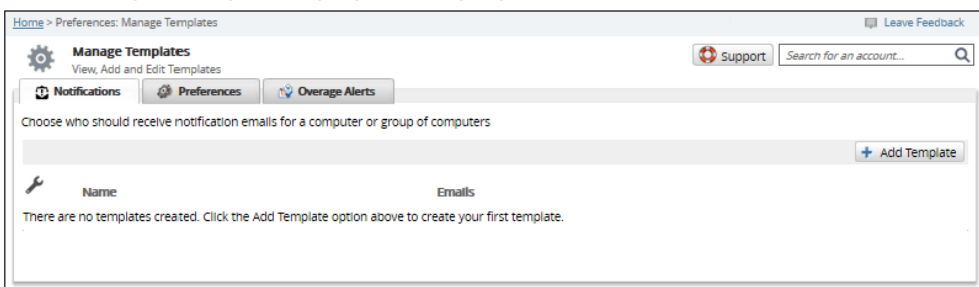 Home > Preferences: Manage Templates
Leave Feedback
Manage Templates
View, Add and Edit Templates
Support
Search for an account...
Notifications
Preferences
Overage Alerts
Choose who should receive notification emails for a computer or group of computers
+ Add Template
Name
Emails
There are no templates created. Click the Add Template option above to create your first template.